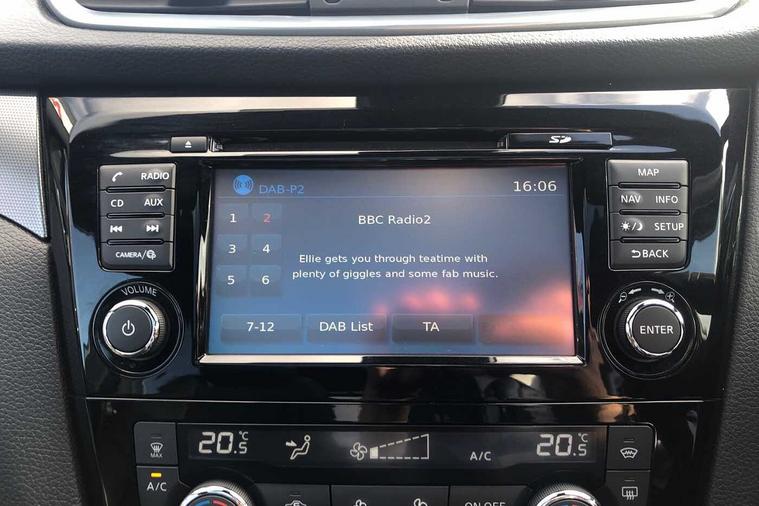 SD
RADIO
CD AUX
CAMERA/
VOLUME
DAB-P2 16:06
1 2
3 4
5 6
BBC Radio2
Ellie gets you through teatime with
plenty of giggles and some fab music.
7-12 DAB List TA
MAP
NAV INFO
SETUP
BACK
ENTER
MAX
A/C
20.5 °C
A/C
20.5 °C
ON·OFF